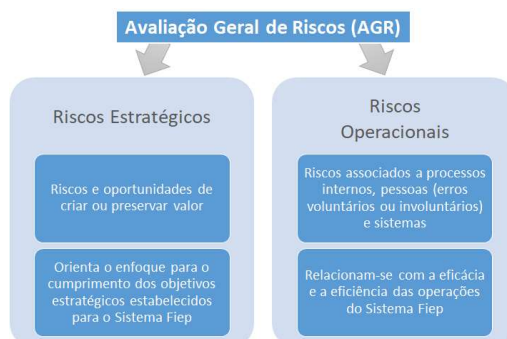 Avaliação Geral de Riscos (AGR)
Riscos Estratégicos
Riscos e oportunidades de
criar ou preservar valor
Orienta o enfoque para o
cumprimento dos objetivos
estratégicos estabelecidos
para o Sistema Fiep
Riscos
Operacionais
Riscos associados a processos
internos, pessoas (erros
voluntários ou involuntários)
e sistemas
Relacionam-se com a eficácia
e a eficiência das operações
do Sistema Fiep